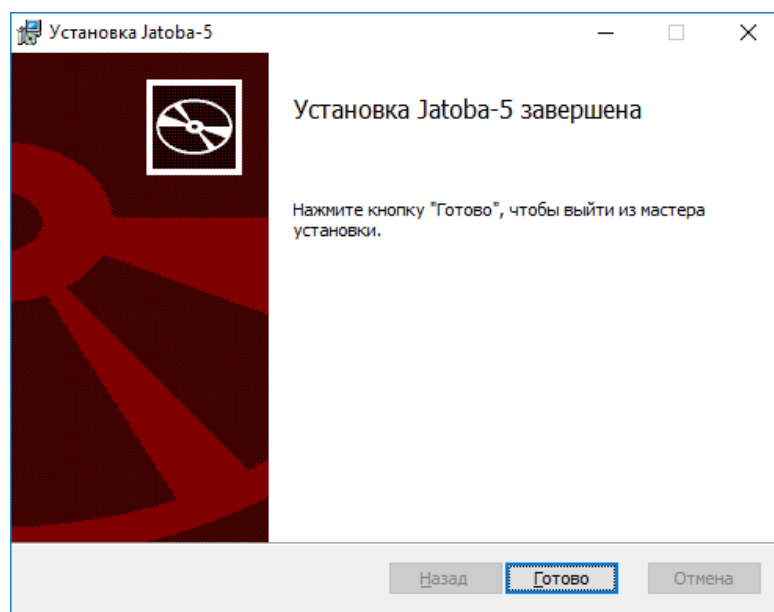 Установка Jatoba-5
Установка Jatoba-5 завершена
Нажмите кнопку "Готово", чтобы выйти из мастера
установки.
Назад
Готово
Отмена